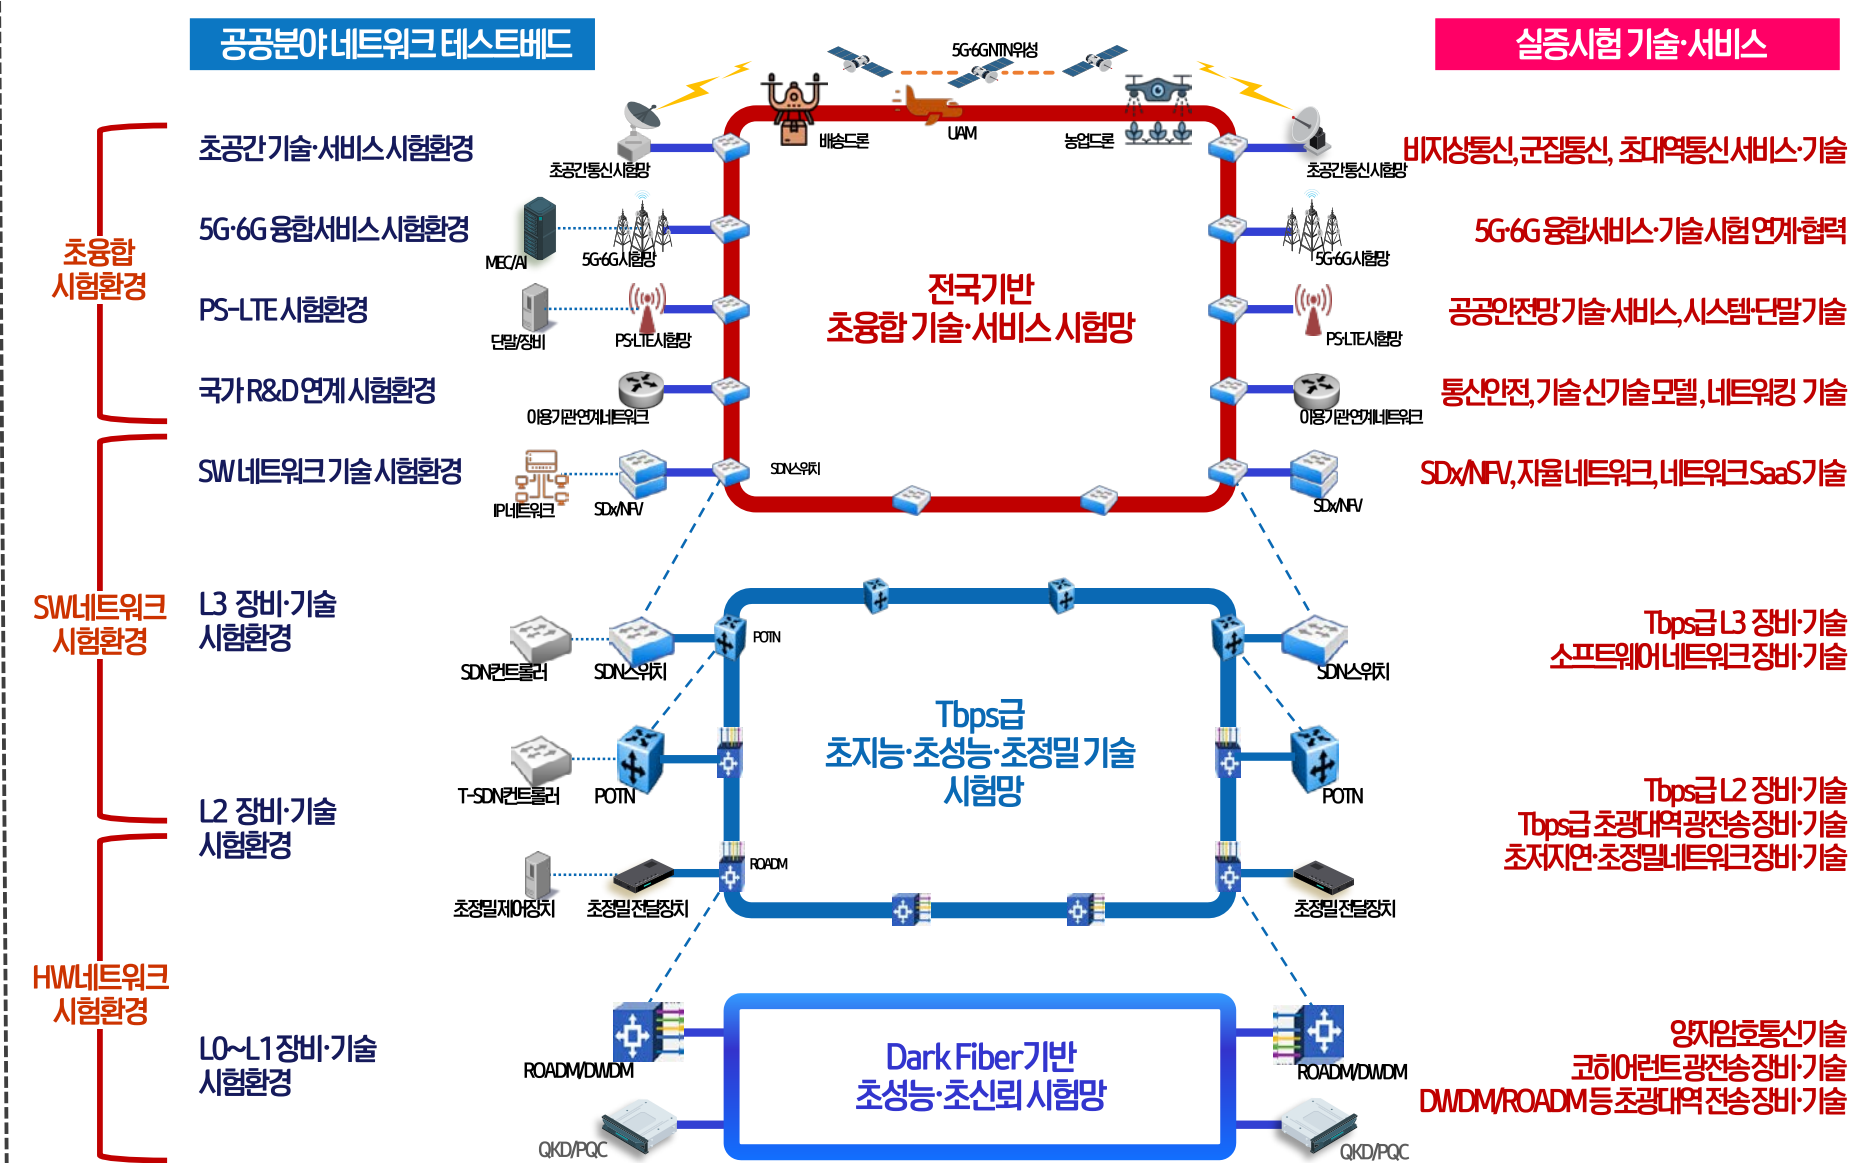 공공분야 네트워크 테스트베드
실증시험 기술·서비스
5G·6G NTN위성
배송드론
UAM
농업드론
초융합
시험환경
초공간 기술·서비스 시험환경
초공간통신시험망
초공간통신시험망
비지상통신, 군집통신, 초대역통신 서비스·기술
5G·6G 융합서비스 시험환경
MEC/AI
5G·6G시험망
5G·6G시험망
5G·6G 융합서비스·기술 시험 연계·협력
PS-LTE 시험환경
단말/장비
PS-LTE시험망
PS-LTE시험망
공공안전망 기술·서비스, 시스템·단말 기술
전국기반
초융합 기술·서비스 시험망
국가 R&D 연계 시험환경
이용기관연계네트워크
이용기관연계네트워크
통신안전, 기술 신기술 모델, 네트워킹 기술
SW 네트워크 기술 시험환경
IP네트워크
SDx/NFV
SDN스위치
SDx/NFV
SDx/NFV, 자율 네트워크, 네트워크 SaaS 기술
SW네트워크
시험환경
L3 장비·기술
시험환경
SDN컨트롤러
SDN스위치
POTN
SDN스위치
Tbps급 L3 장비·기술
소프트웨어 네트워크 장비·기술
Tbps급
초지능·초성능·초정밀 기술
시험망
T-SDN컨트롤러
POTN
POTN
L2 장비·기술
시험환경
Tbps급 L2 장비·기술
Tbps급 초광대역 광전송 장비·기술
초저지연·초정밀네트워크 장비·기술
초정밀 제어장치
초정밀 전달장치
ROADM
초정밀 전달장치
HW네트워크
시험환경
L0~L1 장비·기술
시험환경
ROADM/DWDM
QKD/PQC
Dark Fiber기반
초성능·초신뢰 시험망
ROADM/DWDM
QKD/PQC
양자암호통신기술
코히어런트 광전송 장비·기술
DWDM/ROADM 등 초광대역 전송 장비·기술